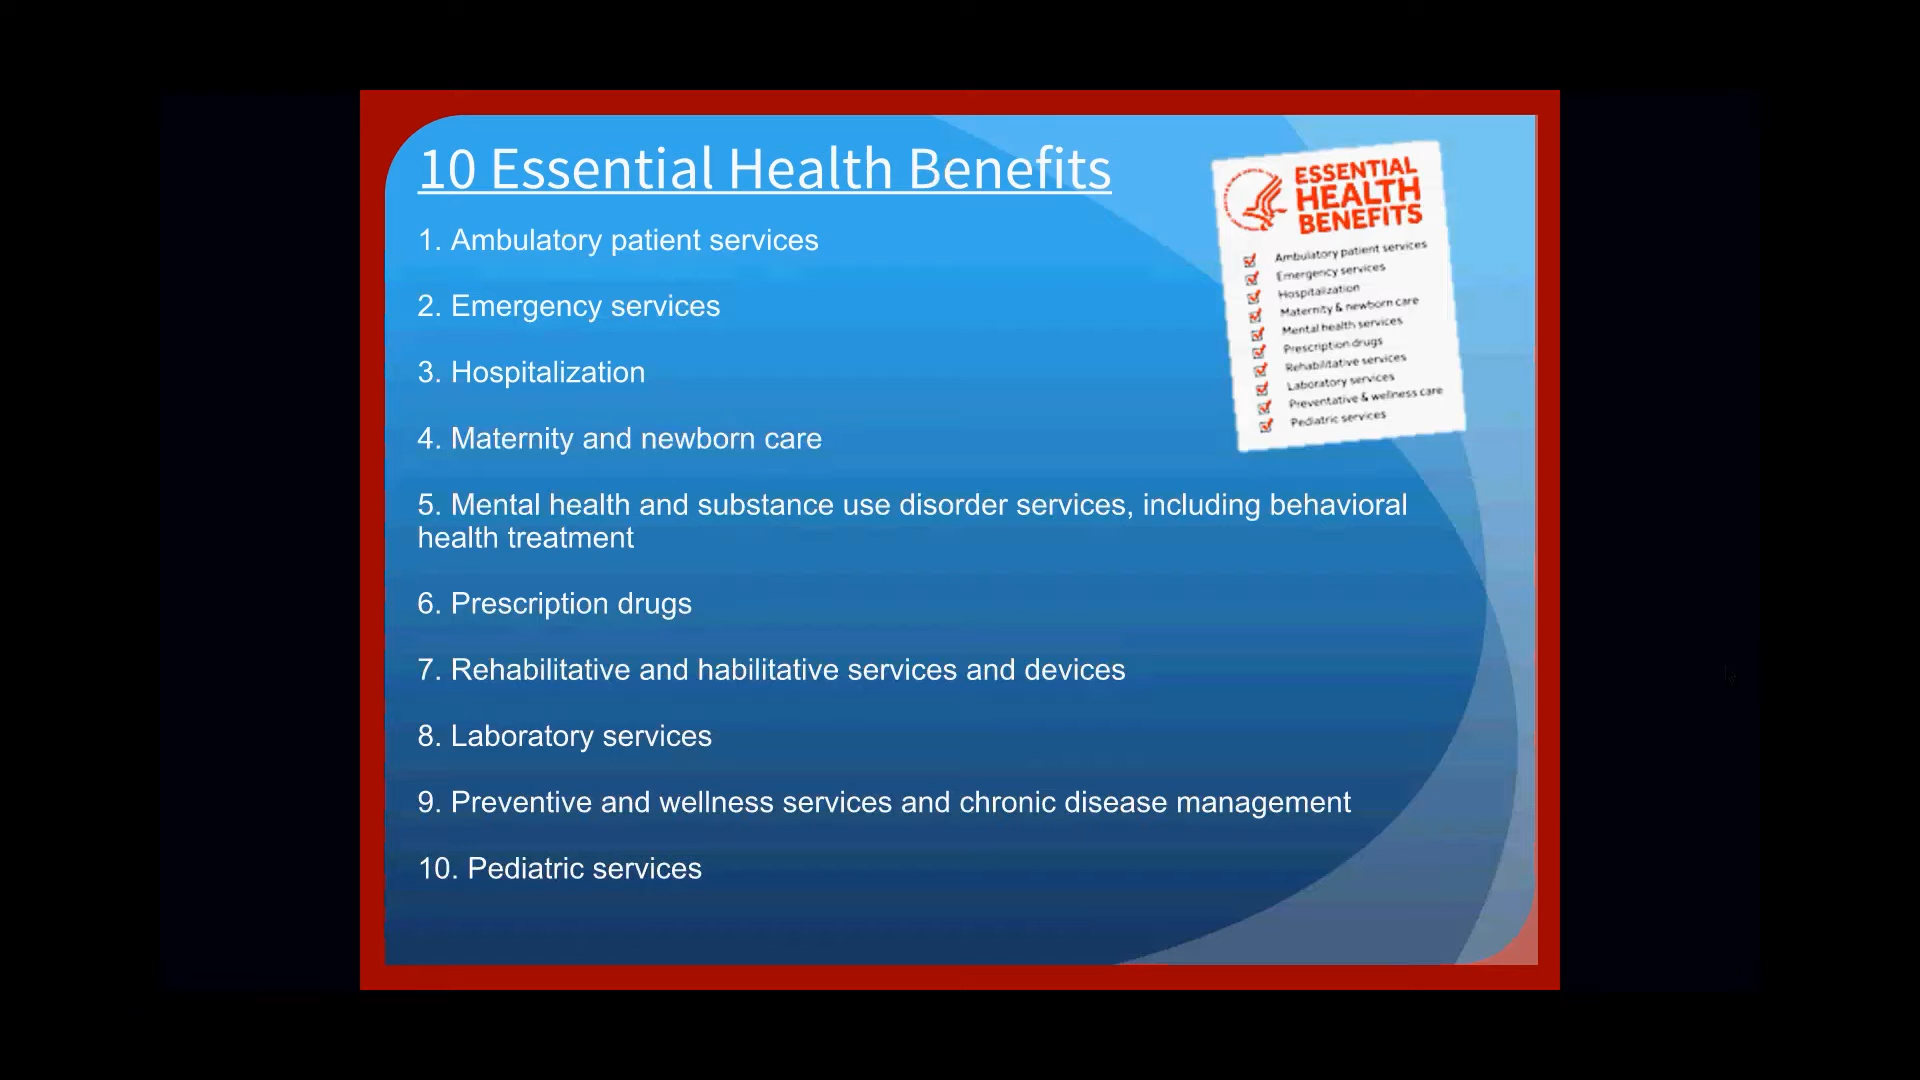 10 Essential Health Benefits
1. Ambulatory patient services
2. Emergency services
3. Hospitalization
4. Maternity and newborn care
5. Mental health and substance use disorder services, including behavioral
health treatment
6. Prescription drugs
7. Rehabilitative and habilitative services and devices
8. Laboratory services
9. Preventive and wellness services and chronic disease management
10. Pediatric services
ESSENTIAL
HEALTH
BENEFITS
Ambulatory patient services
Emergency services
Hospitalization
Maternity & newborn care
Mental health services
Prescription drugs
Rehabilitative services
Laboratory services
Preventative & wellness care
Pediatric services